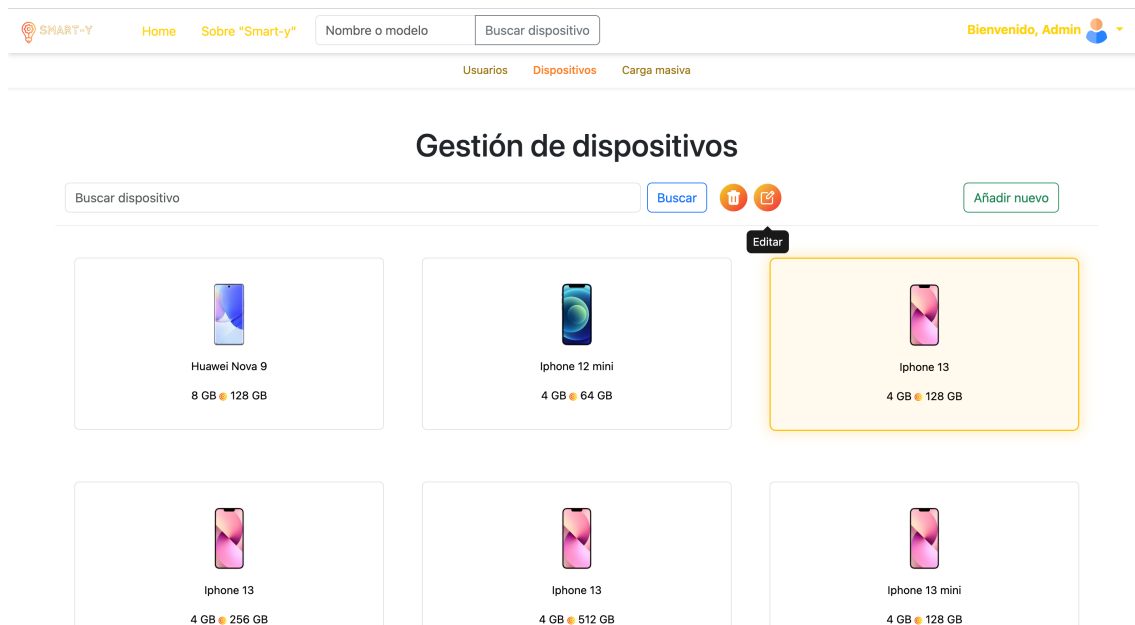 SMART-Y Home Sobre "Smart-y" Nombre o modelo Buscar dispositivo Bienvenido, Admin
Usuarios Dispositivos Carga masiva
Gestión de dispositivos
Buscar dispositivo Buscar Añadir nuevo
Editar
Huawei Nova 9 Iphone 12 mini Iphone 13
8 GB 128 GB 4 GB 64 GB 4 GB 128 GB
Iphone 13 Iphone 13 Iphone 13 mini
4 GB 256 GB 4 GB 512 GB 4 GB 128 GB